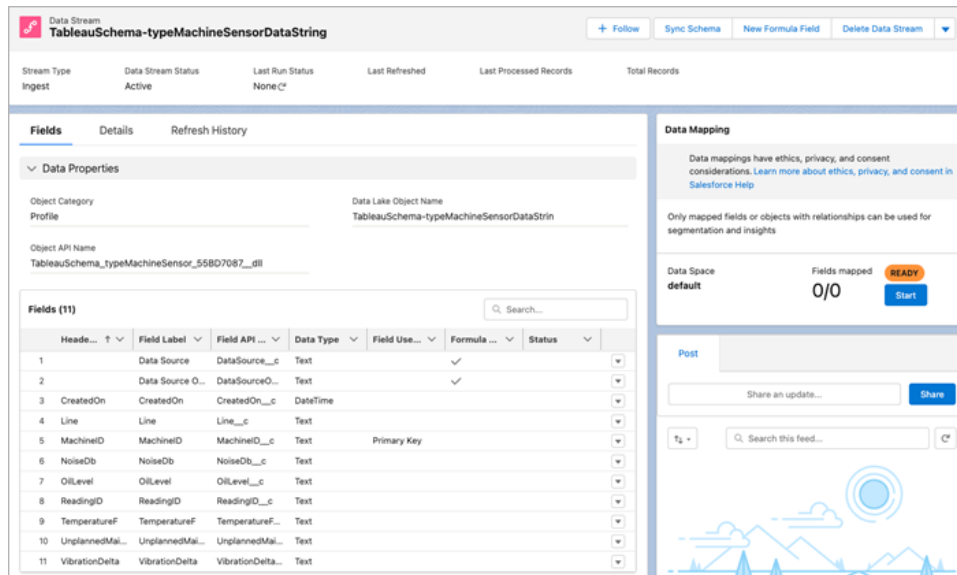 Data Stream
TableauSchema-typeMachineSensorDataString
+ Follow
Sync Schema
New Formula Field
Delete Data Stream
Stream Type
Data Stream Status
Last Run Status
Last Refreshed
Last Processed Records
Total Records
Ingest
Active
None
Fields
Details
Refresh History
Data Properties
Object Category
Profile
Data Lake Object Name
TableauSchema-typeMachineSensorDataStrin
Object API Name
TableauSchema_typeMachineSensor_55BD7087__dll
Fields (11)
Search...
Heade... Field Label Field API ... Data Type Field Use... Formula ... Status
1 Data Source DataSource__c Text
2 Data Source O... DataSourceO... Text
3 CreatedOn CreatedOn CreatedOn__c DateTime
4 Line Line Line__c Text
5 MachineID MachineID MachineID__c Text Primary Key
6 NoiseDb NoiseDb NoiseDb__c Text
7 OilLevel OilLevel OilLevel__c Text
8 ReadingID ReadingID ReadingID__c Text
9 TemperatureF TemperatureF TemperatureF... Text
10 UnplannedMai... UnplannedMai... UnplannedMai... Text
11 VibrationDelta VibrationDelta VibrationDelta... Text
Data Mapping
Data mappings have ethics, privacy, and consent
considerations. Learn more about ethics, privacy, and consent in
Salesforce Help
Only mapped fields or objects with relationships can be used for
segmentation and insights
Data Space
default
Fields mapped
0/0
READY
Start
Post
Share an update...
Share
Search this feed...